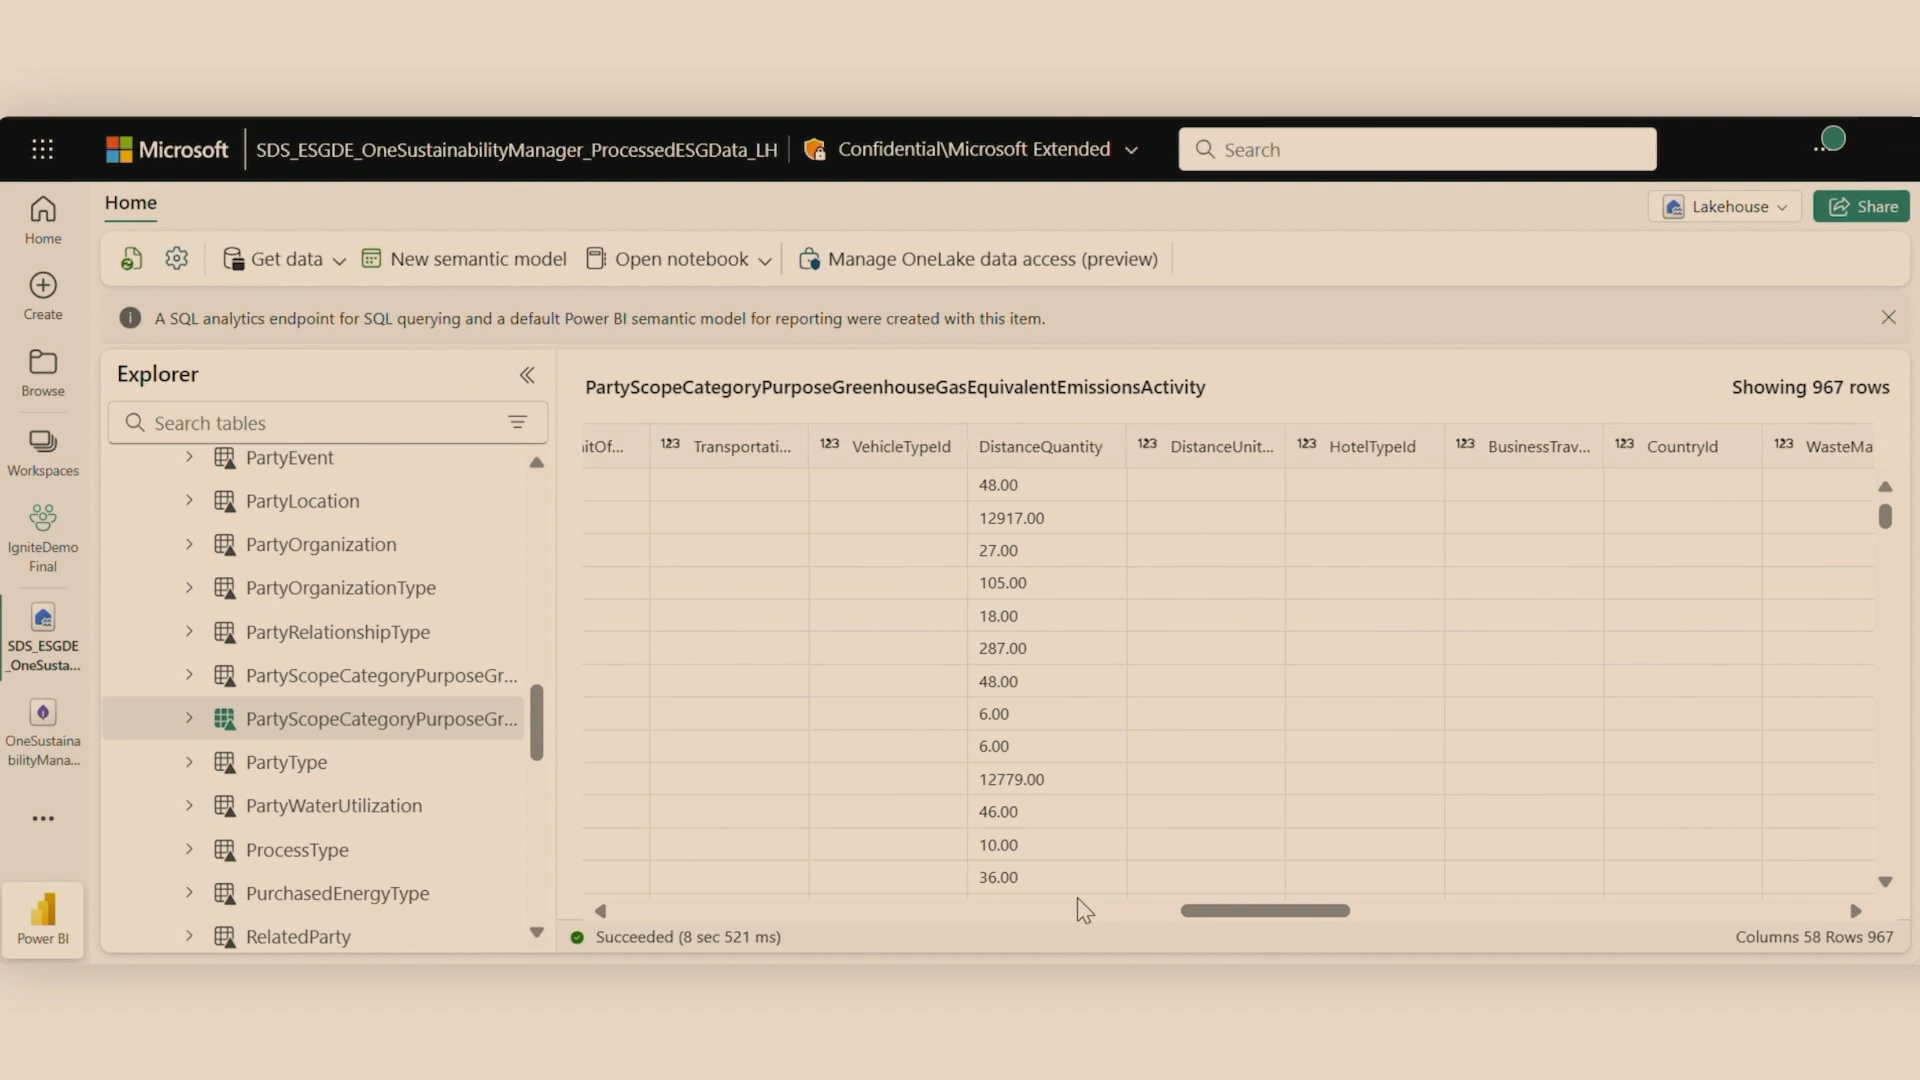 Microsoft
SDS_ESGDE_OneSustainabilityManager_ProcessedESGData_LH
Confidential\Microsoft Extended
Search
Home
Lakehouse
Share
Get data
New semantic model
Open notebook
Manage OneLake data access (preview)
A SQL analytics endpoint for SQL querying and a default Power BI semantic model for reporting were created with this item.
Home
Create
Browse
Workspaces
IgniteDemo
Final
SDS_ESGDE
_OneSusta...
OneSustaina
bilityMana...
Power BI
Explorer
Search tables
PartyEvent
PartyLocation
PartyOrganization
PartyOrganizationType
PartyRelationshipType
PartyScopeCategoryPurposeGr...
PartyScopeCategoryPurposeGr...
PartyType
PartyWaterUtilization
ProcessType
PurchasedEnergyType
RelatedParty
PartyScopeCategoryPurposeGreenhouseGasEquivalentEmissionsActivity
Showing 967 rows
itOf... 123 Transportati... 123 VehicleTypeId DistanceQuantity 123 DistanceUnit... 123 HotelTypeId 123 BusinessTrav... 123 CountryId 123 WasteMa
48.00
12917.00
27.00
105.00
18.00
287.00
48.00
6.00
6.00
12779.00
46.00
10.00
36.00
Succeeded (8 sec 521 ms)
Columns 58 Rows 967